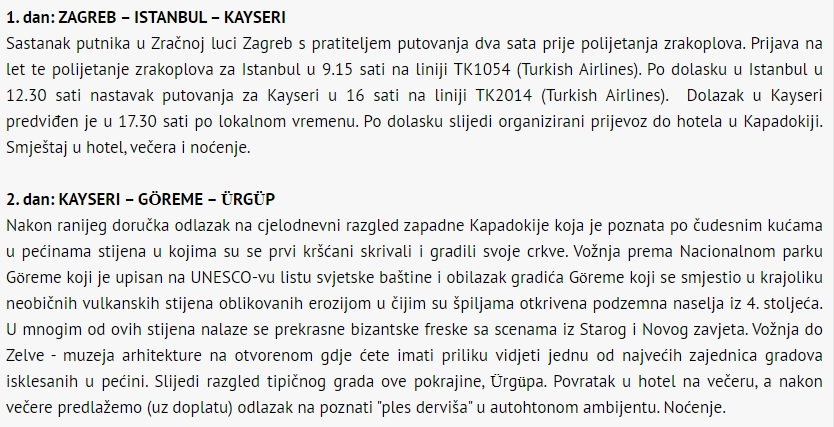 1. dan: ZAGREB – ISTANBUL – KAYSERI
Sastanak putnika u Zračnoj luci Zagreb s pratiteljem putovanja dva sata prije polijetanja zrakoplova. Prijava na
let te polijetanje zrakoplova za Istanbul u 9.15 sati na liniji TK1054 (Turkish Airlines). Po dolasku u Istanbul u
12.30 sati nastavak putovanja za Kayseri u 16 sati na liniji TK2014 (Turkish Airlines).  Dolazak u Kayseri
predviđen je u 17.30 sati po lokalnom vremenu. Po dolasku slijedi organizirani prijevoz do hotela u Kapadokiji.
Smještaj u hotel, večera i noćenje.
2. dan: KAYSERI – GÖREME – ÜRGÜP
Nakon ranijeg doručka odlazak na cjelodnevni razgled zapadne Kapadokije koja je poznata po čudesnim kućama
u pećinama stijena u kojima su se prvi kršćani skrivali i gradili svoje crkve. Vožnja prema Nacionalnom parku
Göreme koji je upisan na UNESCO-vu listu svjetske baštine i obilazak gradića Göreme koji se smjestio u krajoliku
neobičnih vulkanskih stijena oblikovanih erozijom u čijim su špiljama otkrivena podzemna naselja iz 4. stoljeća.
U mnogim od ovih stijena nalaze se prekrasne bizantske freske sa scenama iz Starog i Novog zavjeta. Vožnja do
Zelve - muzeja arhitekture na otvorenom gdje ćete imati priliku vidjeti jednu od najvećih zajednica gradova
isklesanih u pećini. Slijedi razgled tipičnog grada ove pokrajine, Ürgüpa. Povratak u hotel na večeru, a nakon
večere predlažemo (uz doplatu) odlazak na poznati "ples derviša" u autohtonom ambijentu. Noćenje.